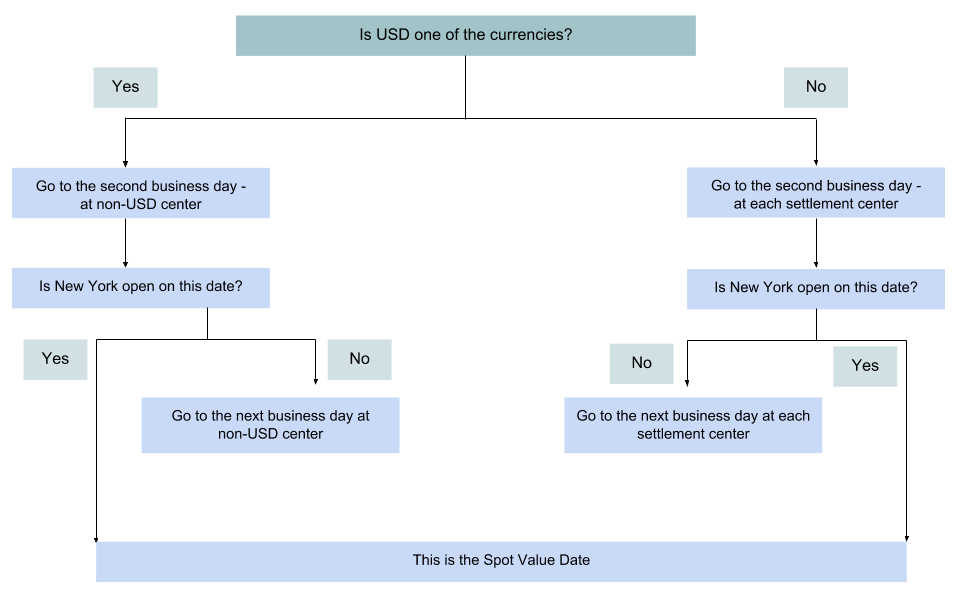 Is USD one of the currencies?
Yes
No
Go to the second business day -
at non-USD center
Go to the second business day -
at each settlement center
Is New York open on this date?
Is New York open on this date?
Yes
No
No
Yes
Go to the next business day at
non-USD center
Go to the next business day at each
settlement center
This is the Spot Value Date